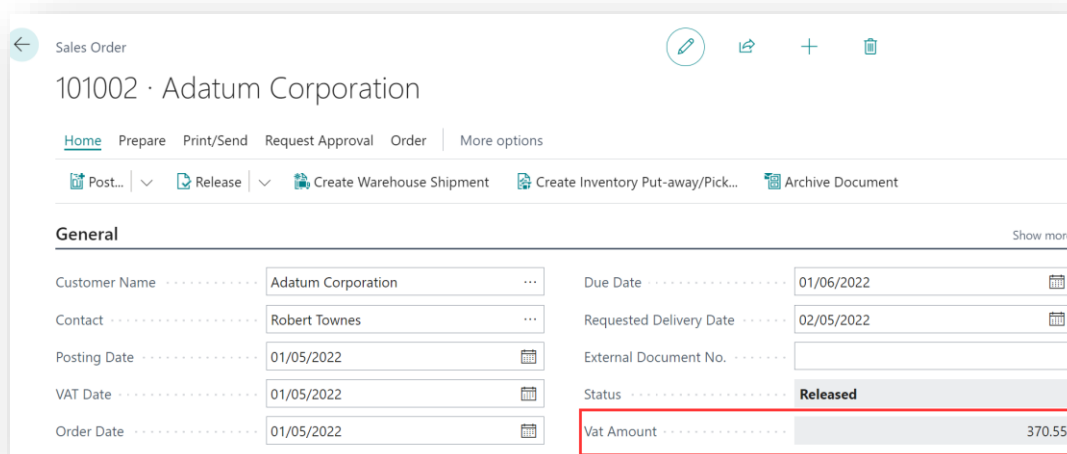 Sales Order
101002 · Adatum Corporation
Home Prepare Print/Send Request Approval Order More options
Post... Release Create Warehouse Shipment Create Inventory Put-away/Pick... Archive Document
General Show more
Customer Name Adatum Corporation ... Due Date 01/06/2022
Contact Robert Townes ... Requested Delivery Date 02/05/2022
Posting Date 01/05/2022 External Document No.
VAT Date 01/05/2022 Status Released
Order Date 01/05/2022 Vat Amount 370.55